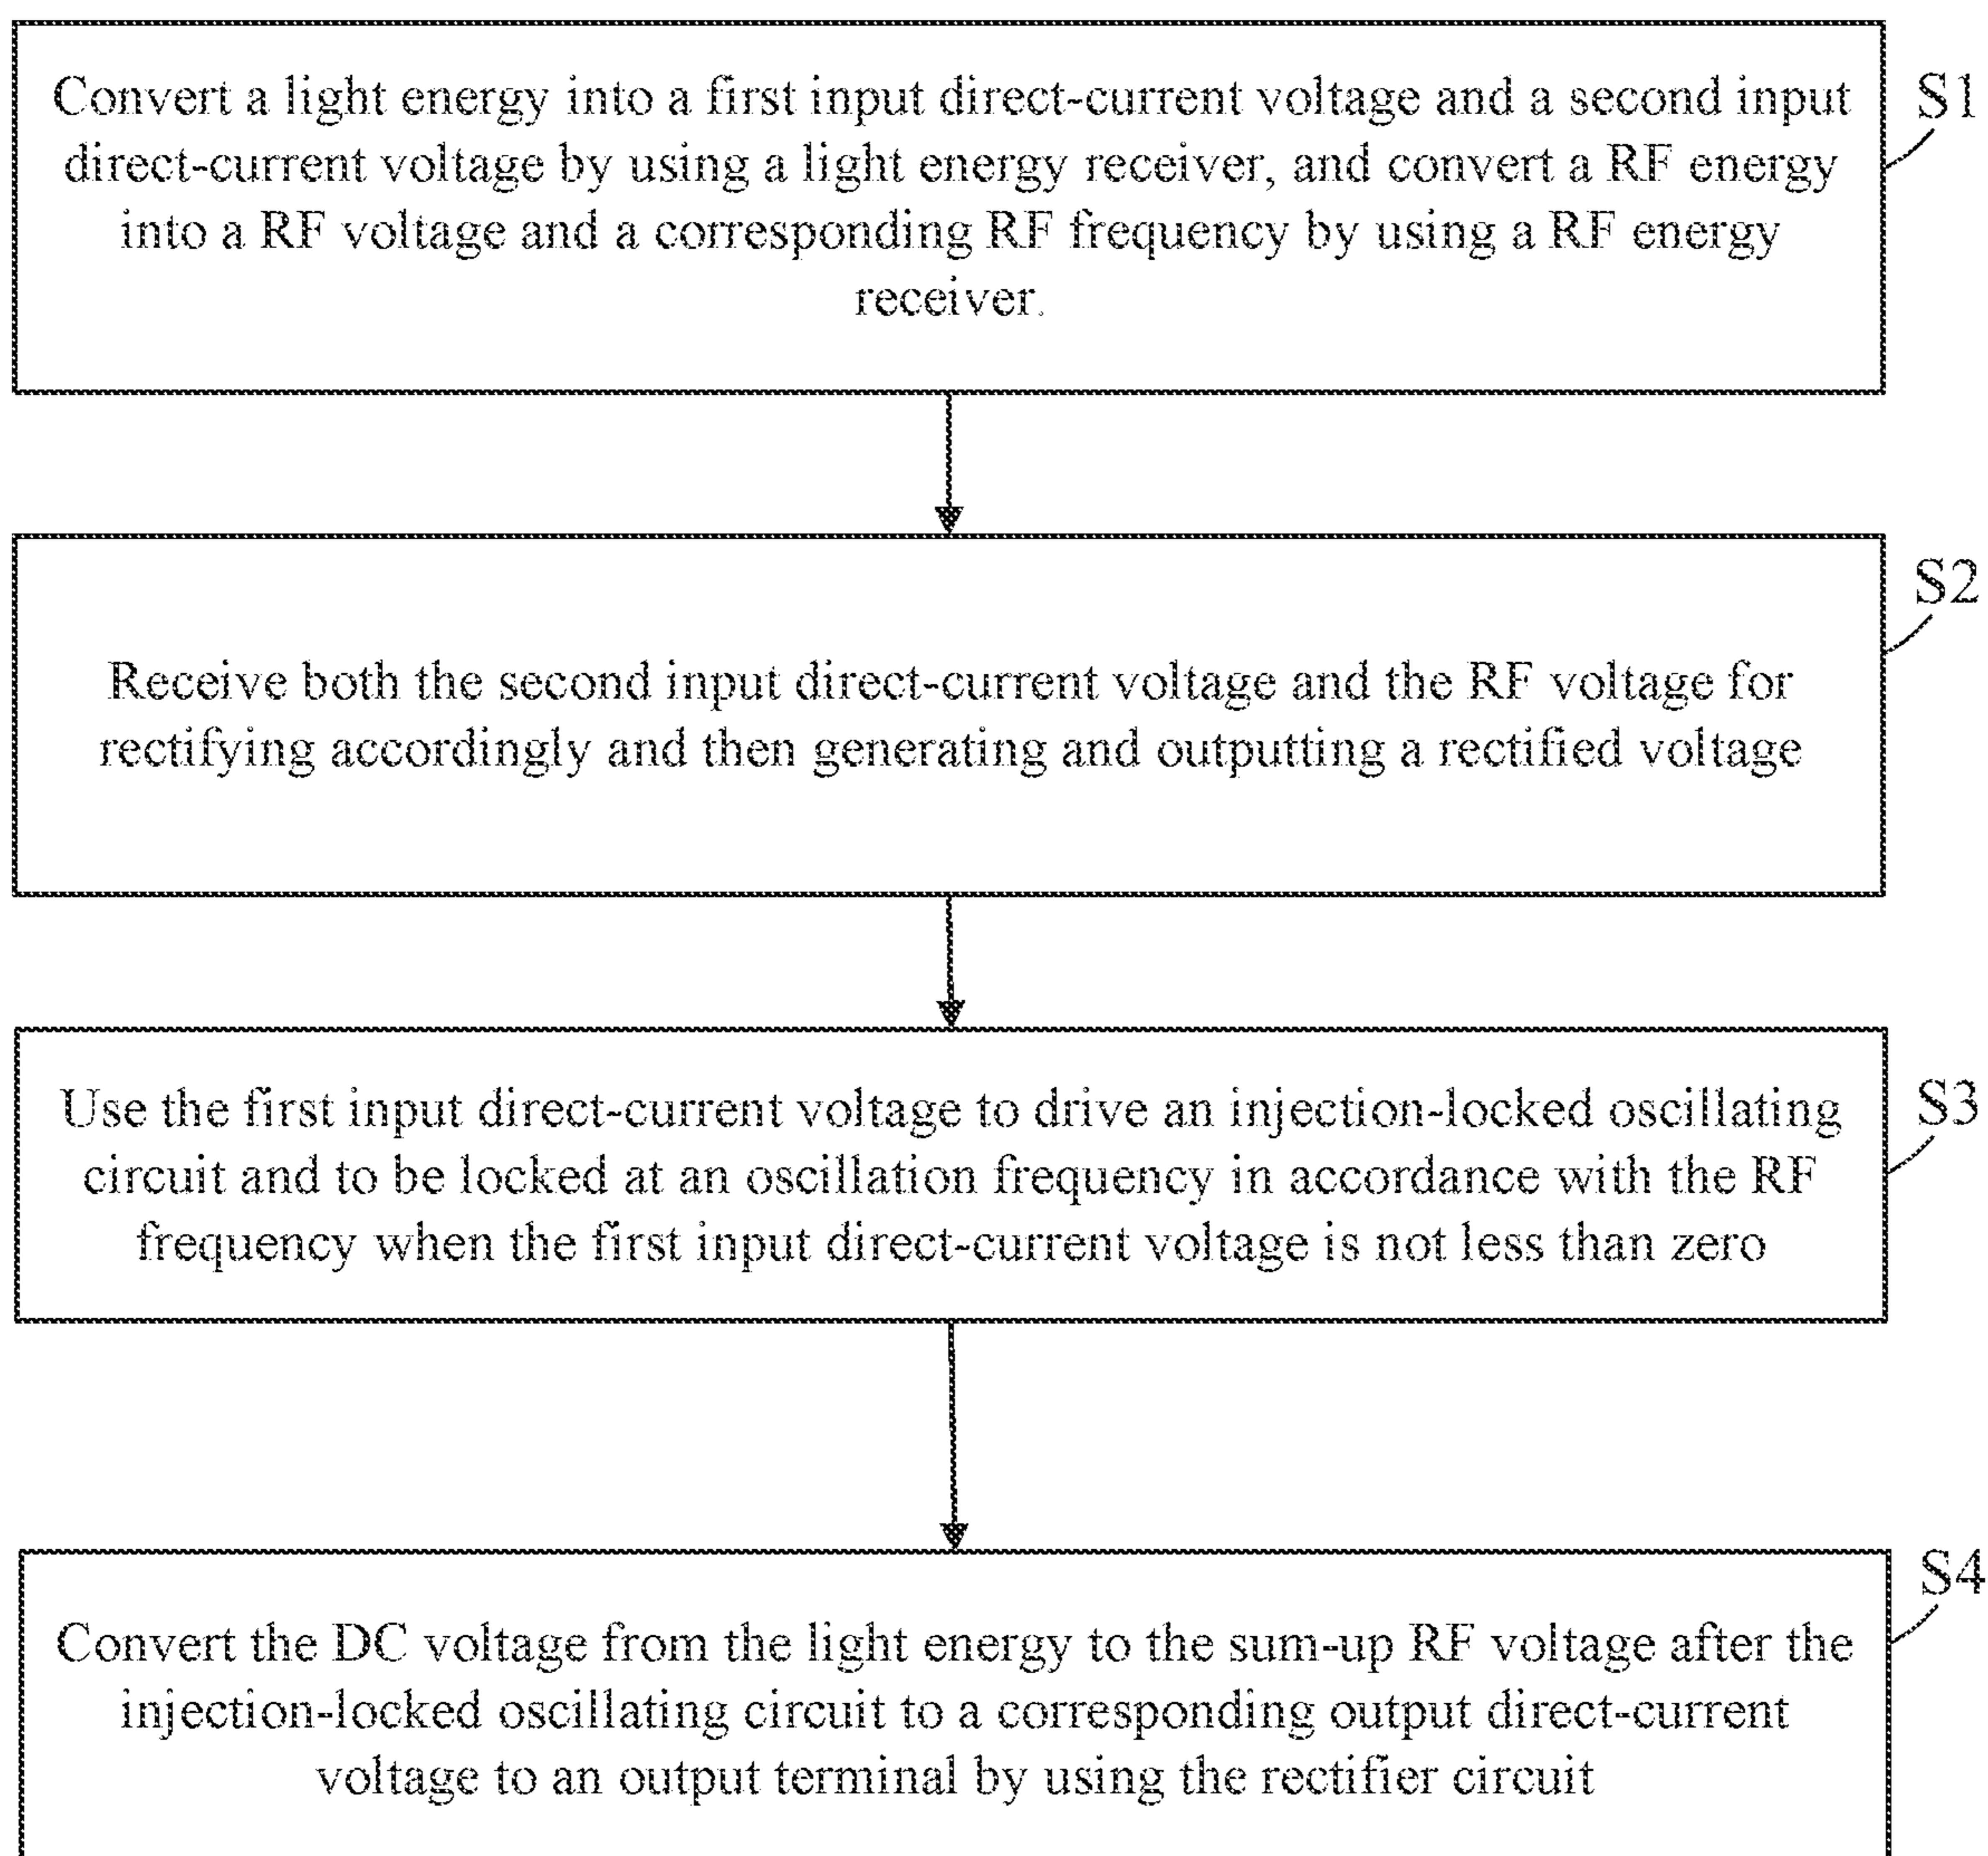 Convert a light energy into a first input direct-current voltage and a second input
S1
direct-current voltage by using a light energy receiver, and convert a RF energy
into a RF voltage and a corresponding RF frequency by using a RF energy
receiver.
S2
Receive both the second input direct-current voltage and the RF voltage for
rectifying accordingly and then generating and outputting a rectified voltage
Use the first input direct-current voltage to drive an injection-locked oscillating
S3
circuit and to be locked at an oscillation frequency in accordance with the RF
frequency when the first input direct-current voltage is not less than zero
S4
Convert the DC voltage from the light energy to the sum-up RF voltage after the
injection-locked oscillating circuit to a corresponding output direct-current
voltage to an output terminal by using the rectifier circuit